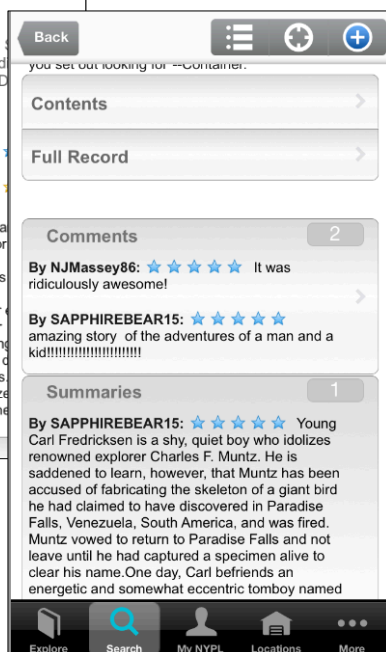 Back
you set out looking for --Container.
Contents
Full Record
Comments 2
By NJMassey86: It was
ridiculously awesome!
By SAPPHIREBEAR15:
amazing story of the adventures of a man and a
kid!!!!!!!!!!!!!!!!!!!!!!!!
Summaries 1
By SAPPHIREBEAR15: Young
Carl Fredricksen is a shy, quiet boy who idolizes
renowned explorer Charles F. Muntz. He is
saddened to learn, however, that Muntz has been
accused of fabricating the skeleton of a giant bird
he had claimed to have discovered in Paradise
Falls, Venezuela, South America, and was fired.
Muntz vowed to return to Paradise Falls and not
leave until he had captured a specimen alive to
clear his name.One day, Carl befriends an
energetic and somewhat eccentric tomboy named
Explore Search My NYPL Locations More